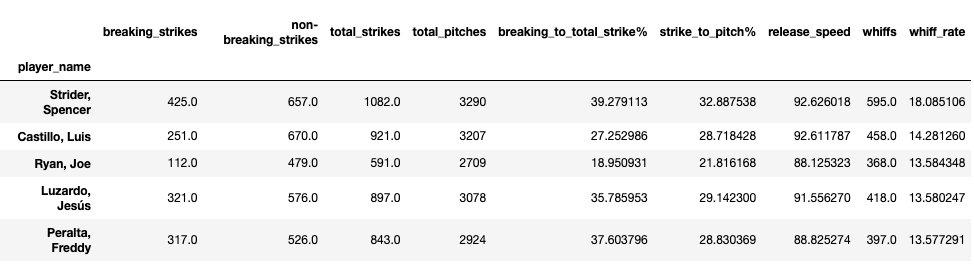 non-
breaking_strikes breaking_strikes total_strikes total_pitches breaking_to_total_strike% strike_to_pitch% release_speed whiffs whiff_rate
player_name
Strider,
Spencer 425.0 657.0 1082.0 3290 39.279113 32.887538 92.626018 595.0 18.085106
Castillo, Luis 251.0 670.0 921.0 3207 27.252986 28.718428 92.611787 458.0 14.281260
Ryan, Joe 112.0 479.0 591.0 2709 18.950931 21.816168 88.125323 368.0 13.584348
Luzardo,
Jesús 321.0 576.0 897.0 3078 35.785953 29.142300 91.556270 418.0 13.580247
Peralta,
Freddy 317.0 526.0 843.0 2924 37.603796 28.830369 88.825274 397.0 13.577291